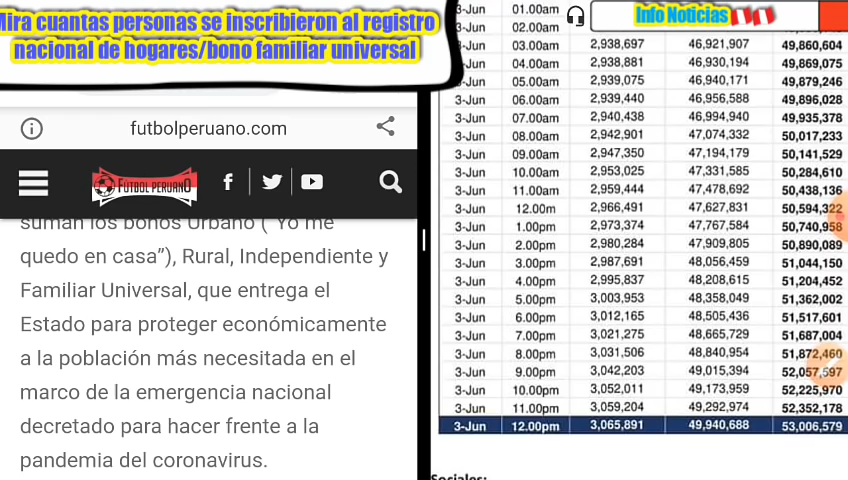 Mira cuantas personas se inscribieron al registro
nacional de hogares/bono familiar universal
Info Noticias
futbolperuano.com
FUTBOL PERUANO
suman los bonos Urbano ("Yo me
quedo en casa"), Rural, Independiente y
Familiar Universal, que entrega el
Estado para proteger económicamente
a la población más necesitada en el
marco de la emergencia nacional
decretado para hacer frente a la
pandemia del coronavirus.
3-Jun 01.00am
02.00am
3-Jun 03.00am 2,938,697 46,921,907 49,860,604
3-Jun 04.00am 2,938,881 46,930,194 49,869,075
3-Jun 05.00am 2,939,075 46,940,171 49,879,246
3-Jun 06.00am 2,939,440 46,956,588 49,896,028
3-Jun 07.00am 2,940,438 46,994,940 49,935,378
3-Jun 08.00am 2,942,901 47,074,332 50,017,233
3-Jun 09.00am 2,947,350 47,194,179 50,141,529
3-Jun 10.00am 2,953,025 47,331,585 50,284,610
3-Jun 11.00am 2,959,444 47,478,692 50,438,136
3-Jun 12.00m 2,966,491 47,627,831 50,594,322
3-Jun 1.00pm 2,973,374 47,767,584 50,740,958
3-Jun 2.00pm 2,980,284 47,909,805 50,890,089
3-Jun 3.00pm 2,987,691 48,056,459 51,044,150
3-Jun 4.00pm 2,995,837 48,208,615 51,204,452
3-Jun 5.00pm 3,003,953 48,358,049 51,362,002
3-Jun 6.00pm 3,012,165 48,505,436 51,517,601
3-Jun 7.00pm 3,021,275 48,665,729 51,687,004
3-Jun 8.00pm 3,031,506 48,840,954 51,872,460
3-Jun 9.00pm 3,042,203 49,015,394 52,057,597
3-Jun 10.00pm 3,052,011 49,173,959 52,225,970
3-Jun 11.00pm 3,059,204 49,292,974 52,352,178
3-Jun 12.00pm 3,065,891 49,940,688 53,006,579
Sociales: